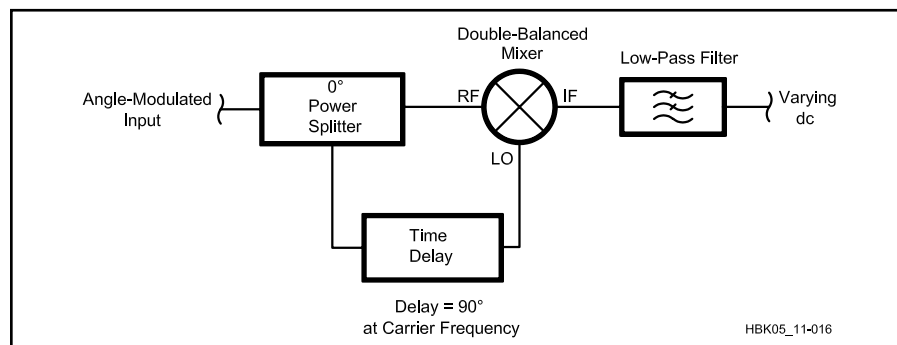 Double-Balanced
Mixer
Low-Pass Filter
Angle-Modulated
Input
0°
Power
Splitter
RF
IF
LO
Varying
dc
Time
Delay
Delay = 90°
at Carrier Frequency
HBK05_11-016